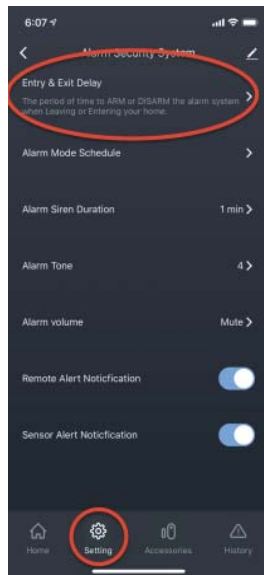 6:07
Alarm Security System
Entry & Exit Delay
The period of time to ARM or DISARM the alarm system
when Leaving or Entering your home.
Alarm Mode Schedule
Alarm Siren Duration 1 min
Alarm Tone 4
Alarm volume Mute
Remote Alert Noticfication
Sensor Alert Noticfication
Home Setting Accessories History